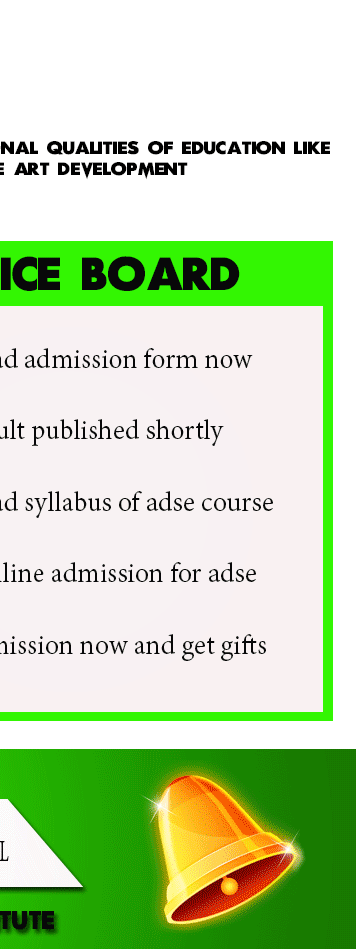 NAL QUALITIES OF EDUCATION LIKE
E ART DEVELOPMENT
ICE BOARD
ad admission form now
ult published shortly
ad syllabus of adse course
line admission for adse
mission now and get gifts
L
TUTE